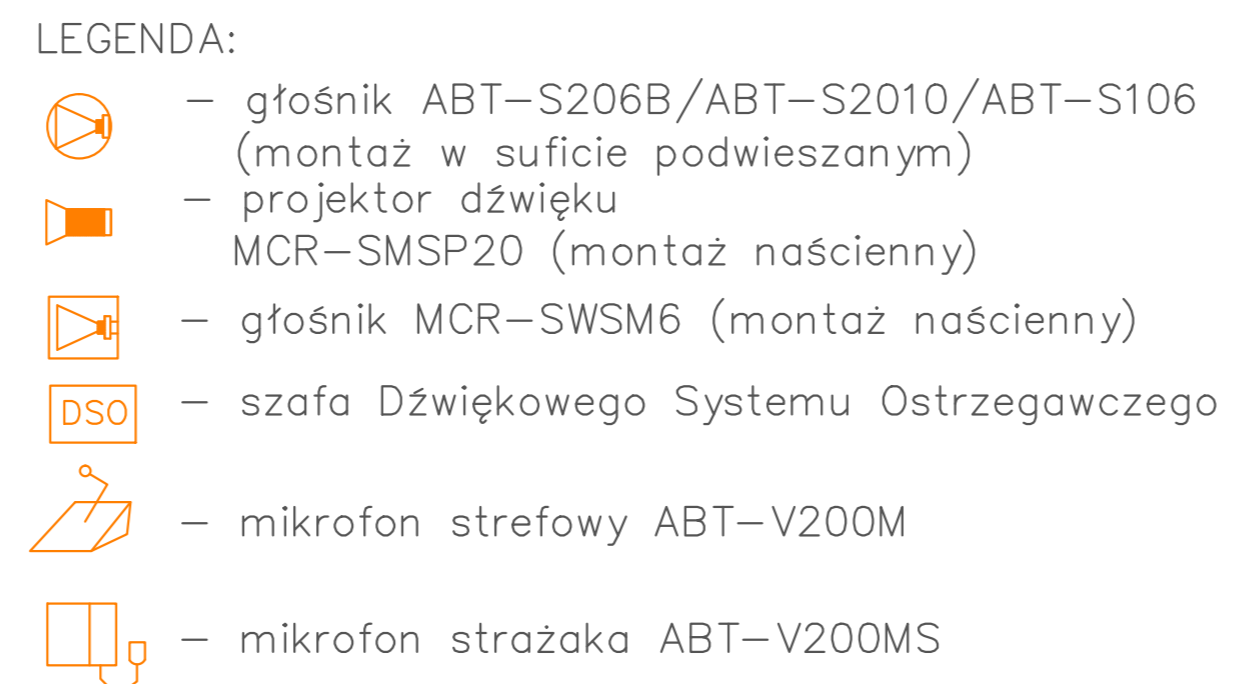 LEGENDA:
– głośnik ABT–S206B/ABT–S2010/ABT–S106
(montaż w suficie podwieszanym)
– projektor dźwięku
MCR–SMSP20 (montaż naścienny)
– głośnik MCR–SWSM6 (montaż naścienny)
DSO – szafa Dźwiękowego Systemu Ostrzegawczego
– mikrofon strefowy ABT–V200M
– mikrofon strażaka ABT–V200MS